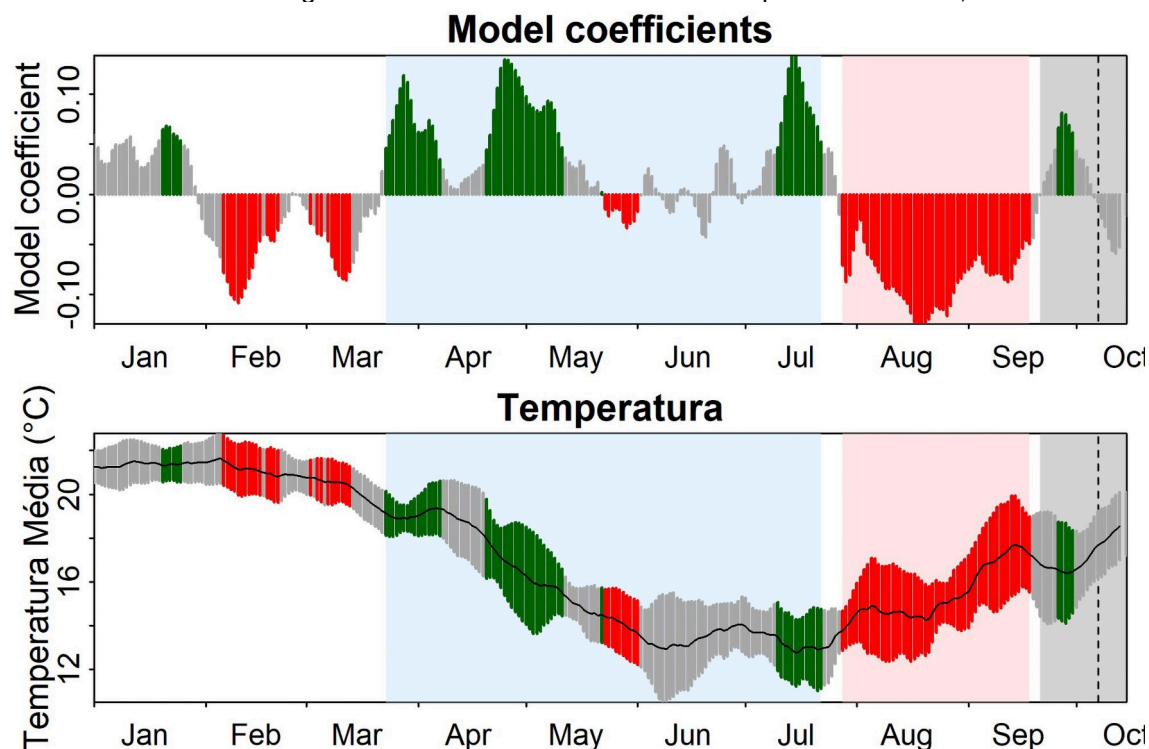 Model coefficients
Model coefficient
0.10
0.00
-0.10
Jan Feb Mar Apr May Jun Jul Aug Sep Oct
Temperatura
Temperatura Média (°C)
20
16
12
Jan Feb Mar Apr May Jun Jul Aug Sep Oct